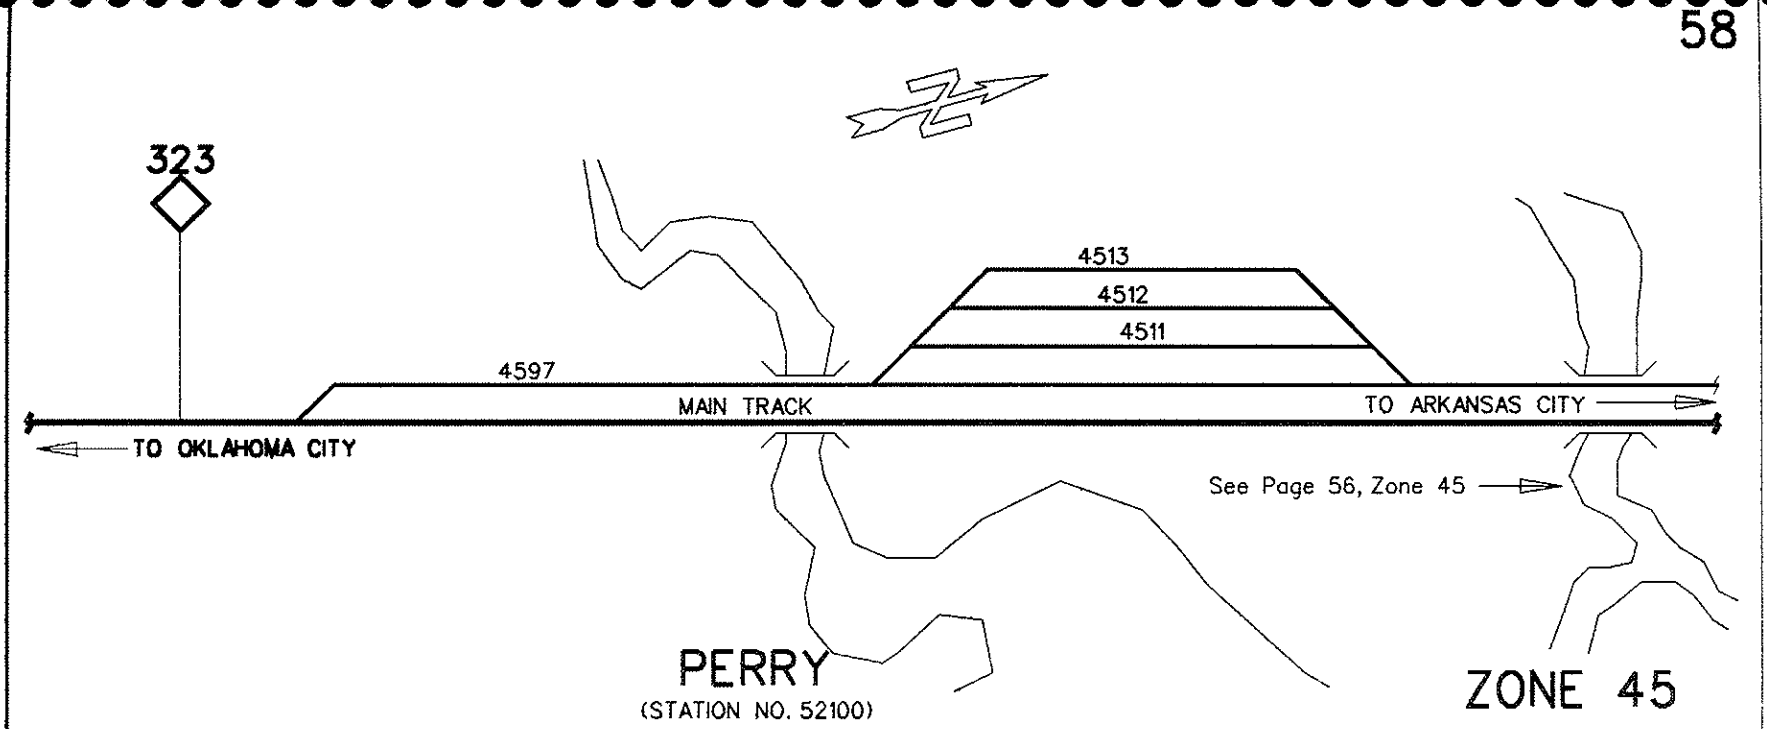 58
323
4513
4512
4511
4597
MAIN TRACK
TO ARKANSAS CITY
TO OKLAHOMA CITY
See Page 56, Zone 45
PERRY
(STATION NO. 52100)
ZONE 45